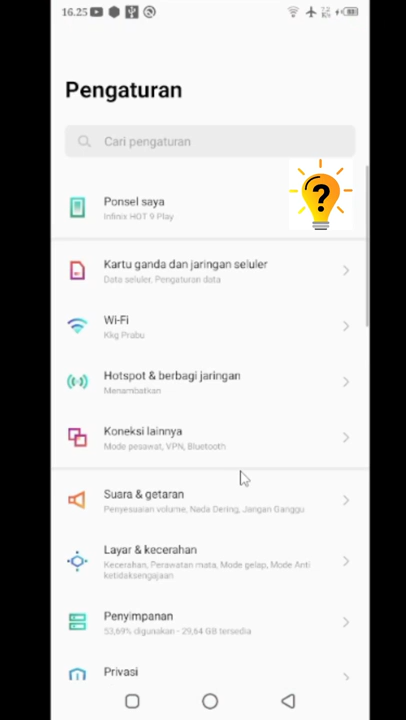 16.25
Pengaturan
Cari pengaturan
?
Ponsel saya
Infinix HOT 9 Play
Kartu ganda dan jaringan seluler
Data seluler, Pengaturan data
Wi-Fi
Kkg Prabu
Hotspot & berbagi jaringan
Menambatkan
Koneksi lainnya
Mode pesawat, VPN, Bluetooth
Suara & getaran
Penyesuaian volume, Nada Dering, Jangan Ganggu
Layar & kecerahan
Kecerahan, Perawatan mata, Mode gelap, Mode Anti
ketidaksengajaan
Penyimpanan
53,69% digunakan - 29,64 GB tersedia
Privasi